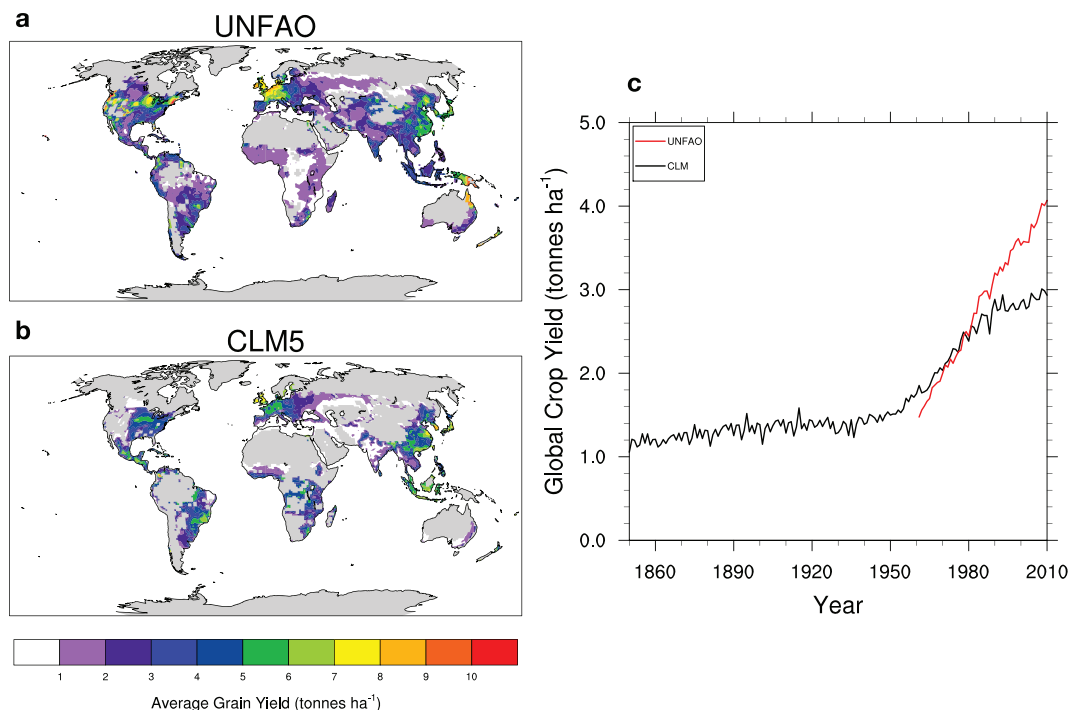 a
UNFAO
b
CLM5
1 2 3 4 5 6 7 8 9 10
Average Grain Yield (tonnes ha⁻¹)
c
UNFAO
CLM
Global Crop Yield (tonnes ha⁻¹)
5.0
4.0
3.0
2.0
1.0
0.0
1860 1890 1920 1950 1980 2010
Year